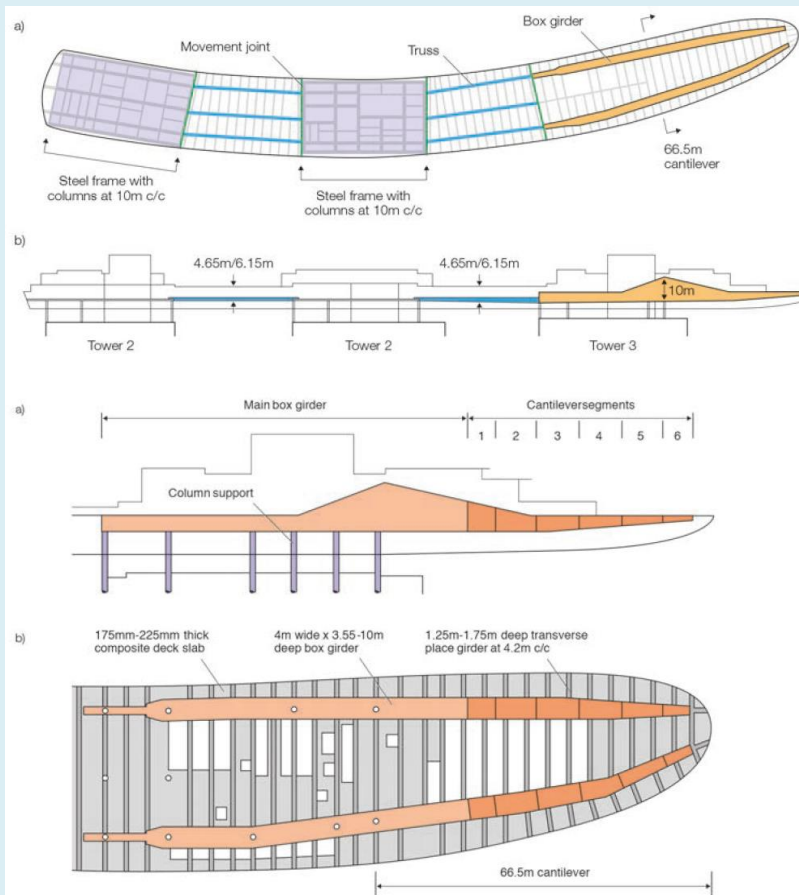 a)
Box girder
Movement joint
Truss
66.5m
cantilever
Steel frame with
columns at 10m c/c
Steel frame with
columns at 10m c/c
b)
4.65m/6.15m
4.65m/6.15m
10m
Tower 2
Tower 2
Tower 3
a)
Main box girder
Cantileversegments
1 2 3 4 5 6
Column support
b)
175mm-225mm thick
composite deck slab
4m wide x 3.55-10m
deep box girder
1.25m-1.75m deep transverse
place girder at 4.2m c/c
66.5m cantilever